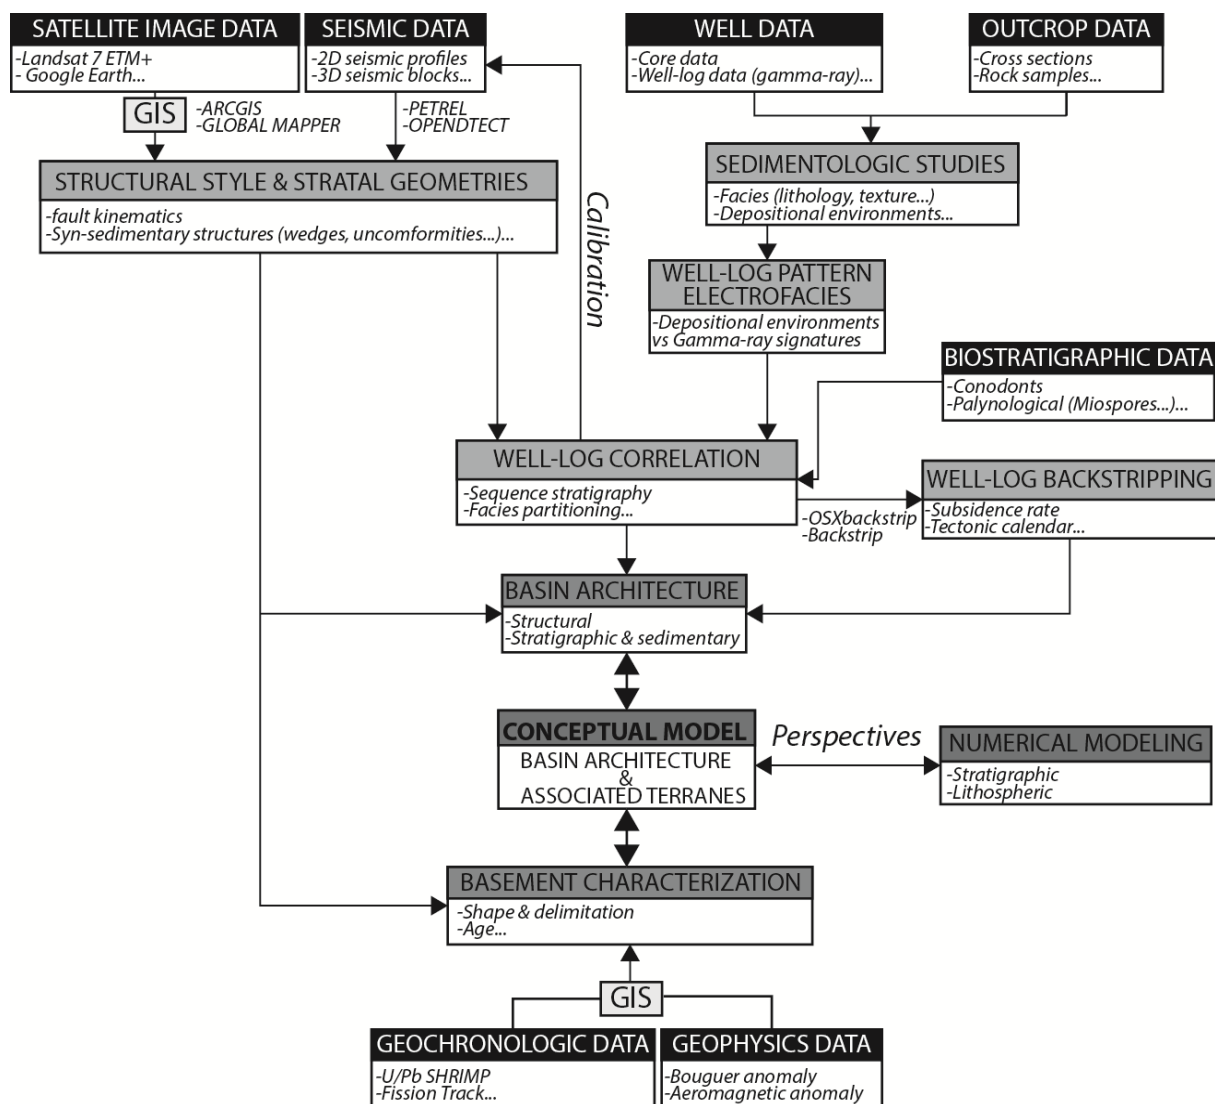 SATELLITE IMAGE DATA
-Landsat 7 ETM+
- Google Earth...
SEISMIC DATA
-2D seismic profiles
-3D seismic blocks...
WELL DATA
-Core data
-Well-log data (gamma-ray)...
OUTCROP DATA
-Cross sections
-Rock samples...
GIS
-ARCGIS
-GLOBAL MAPPER
-PETREL
-OPENDTECT
STRUCTURAL STYLE & STRATAL GEOMETRIES
-fault kinematics
-Syn-sedimentary structures (wedges, uncomformities...)...
Calibration
SEDIMENTOLOGIC STUDIES
-Facies (lithology, texture...)
-Depositional environments...
WELL-LOG PATTERN
ELECTROFACIES
-Depositional environments
vs Gamma-ray signatures
BIOSTRATIGRAPHIC DATA
-Conodonts
-Palynological (Miospores...)...
WELL-LOG CORRELATION
-Sequence stratigraphy
-Facies partitioning...
-OSXbackstrip
-Backstrip
WELL-LOG BACKSTRIPPING
-Subsidence rate
-Tectonic calendar...
BASIN ARCHITECTURE
-Structural
-Stratigraphic & sedimentary
CONCEPTUAL MODEL
BASIN ARCHITECTURE
&
ASSOCIATED TERRANES
Perspectives
NUMERICAL MODELING
-Stratigraphic
-Lithospheric
BASEMENT CHARACTERIZATION
-Shape & delimitation
-Age...
GIS
GEOCHRONOLOGIC DATA
-U/Pb SHRIMP
-Fission Track...
GEOPHYSICS DATA
-Bouguer anomaly
-Aeromagnetic anomaly